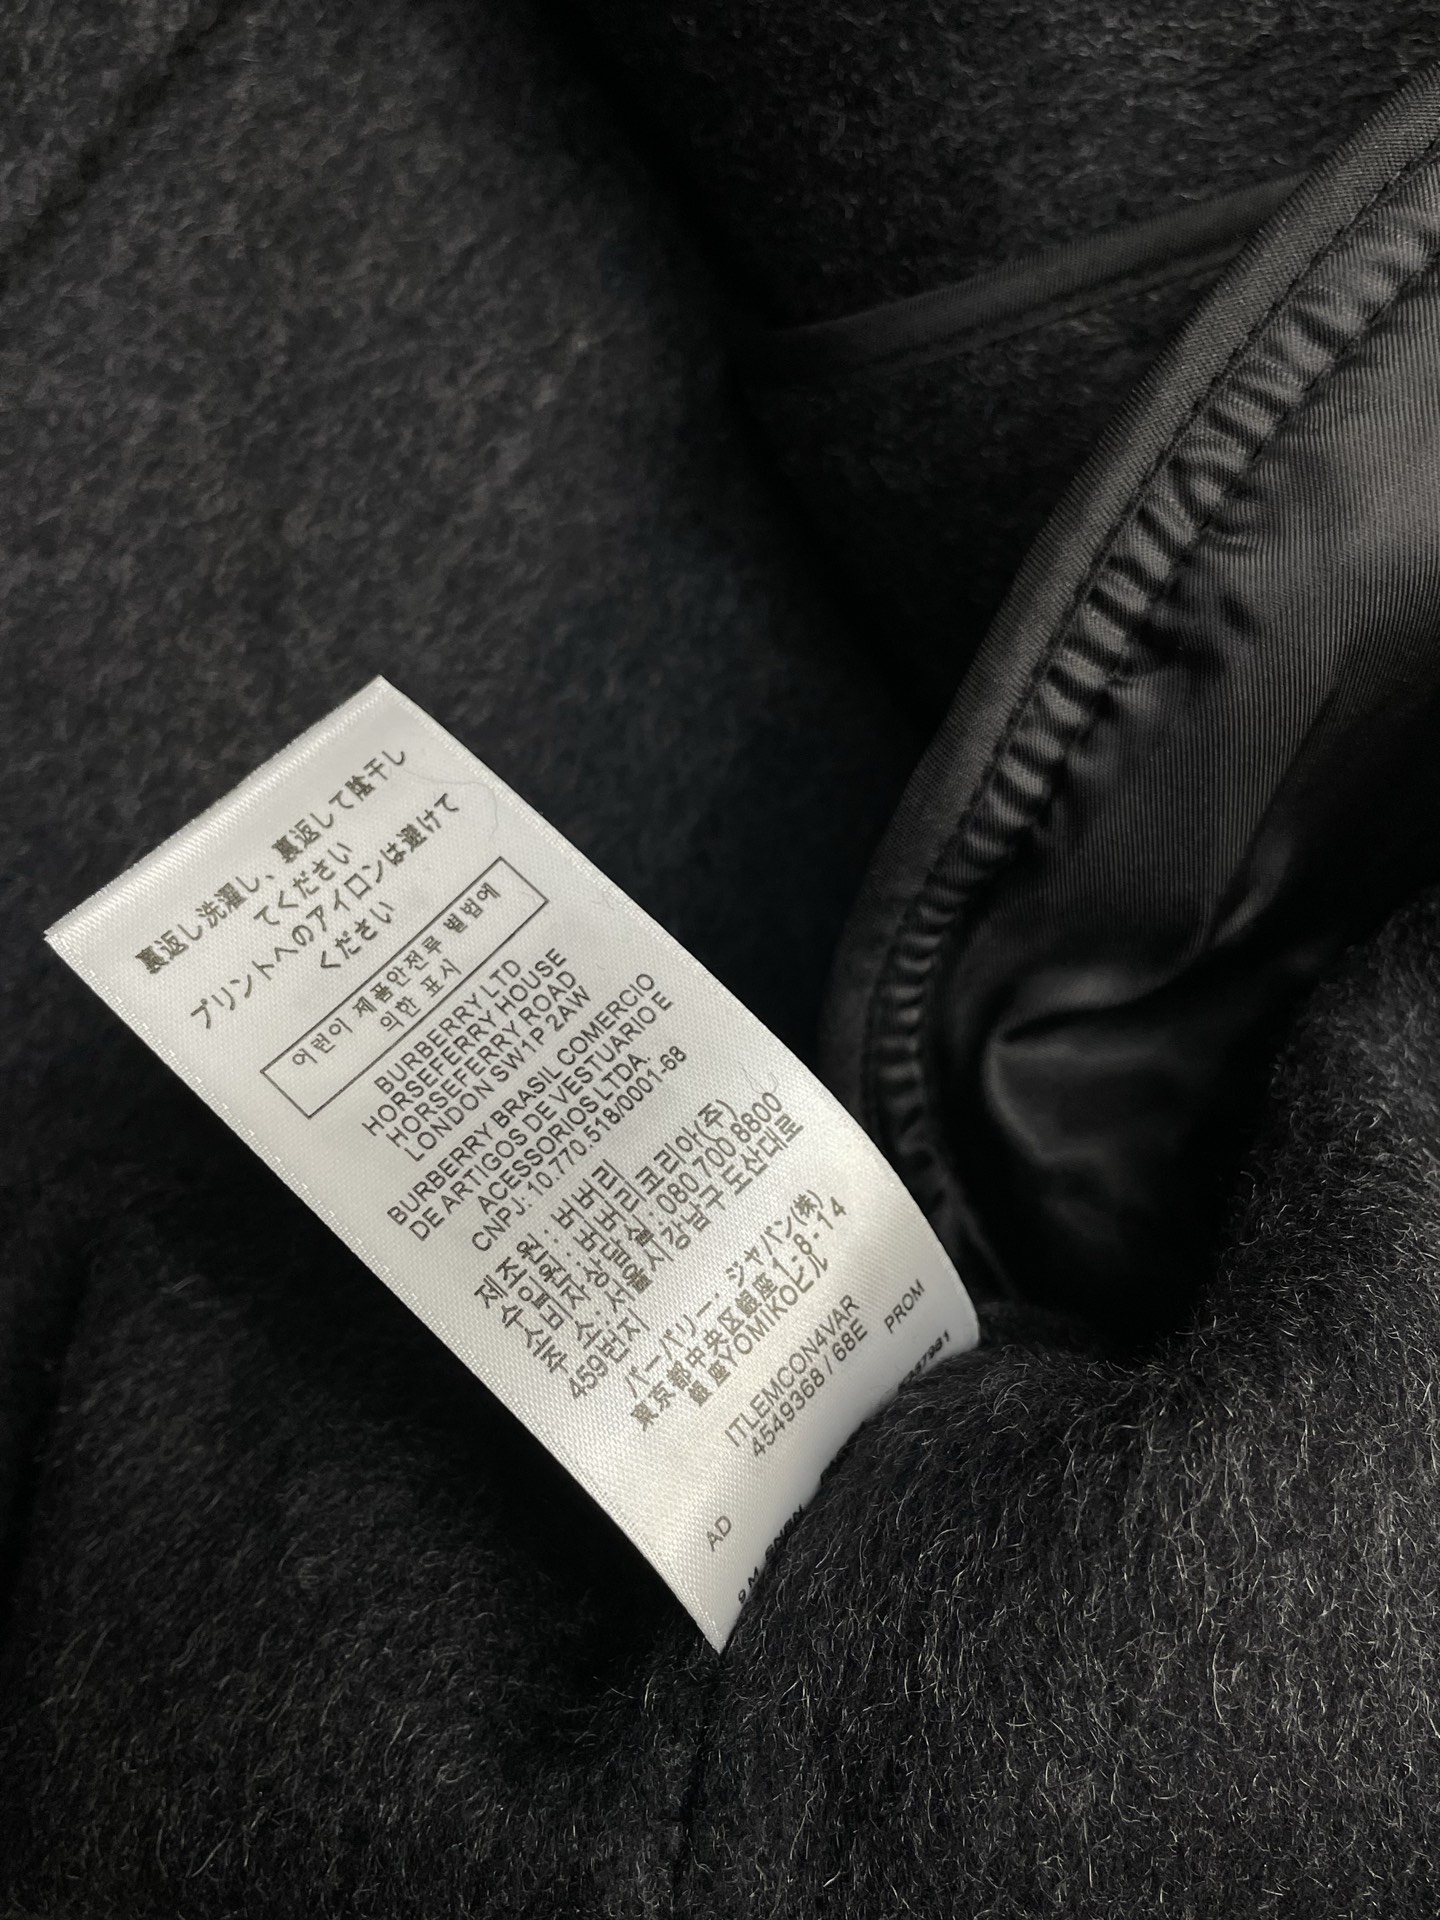 裏返し洗濯し、裏返して陰干し
てください
プリントへのアイロンは避けて
ください
어린이 제품안전루 별법에
의한 표시
BURBERRY LTD
HORSEFERRY HOUSE
HORSEFERRY ROAD
LONDON SW1P 2AW
BURBERRY BRASIL COMERCIO
DE ARTIGOS DE VESTUARIO E
ACESSORIOS LTDA.
CNPJ: 10.770.518/0001-68
제조원 : 버버리
수입원 : 버버리코리아(주)
소비자상담실 : 080 700 8800
주 소 : 서울시 강남구 도산대로
459번지
バーバリー・ジャパン(株)
東京都中央区銀座1-8-14
銀座YOMIKOビル
ITLEMCON4VAR
4549368 / 68E
AD
PROM